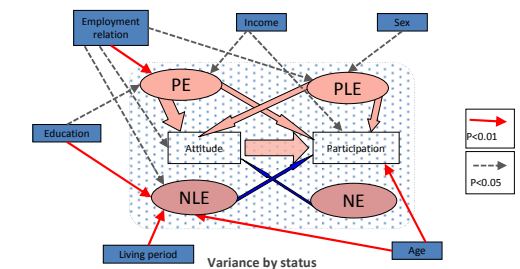 Employment
relation
Income
Sex
PE
PLE
P<0.01
Education
Attitude
Participation
P<0.05
NLE
NE
Living period
Age
Variance by status